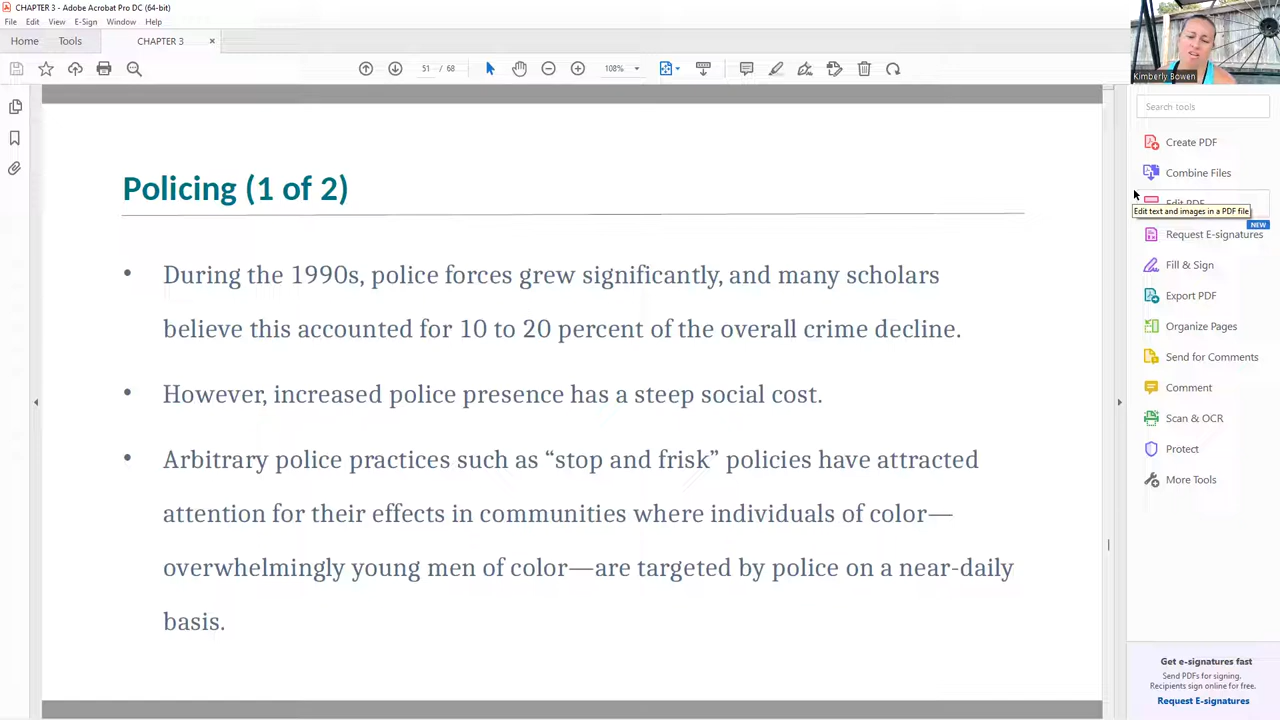 CHAPTER 3 - Adobe Acrobat Pro DC (64-bit)
File Edit View E-Sign Window Help
Home Tools CHAPTER 3 ×
51 / 68 108%
Kimberly Bowen
Search tools
Create PDF
Combine Files
Edit PDF
Edit text and images in a PDF file
NEW
Request E-signatures
Fill & Sign
Export PDF
Organize Pages
Send for Comments
Comment
Scan & OCR
Protect
More Tools
Get e-signatures fast
Send PDFs for signing.
Recipients sign online for free.
Request E-signatures
Policing (1 of 2)
• During the 1990s, police forces grew significantly, and many scholars
believe this accounted for 10 to 20 percent of the overall crime decline.
• However, increased police presence has a steep social cost.
• Arbitrary police practices such as “stop and frisk” policies have attracted
attention for their effects in communities where individuals of color—
overwhelmingly young men of color—are targeted by police on a near-daily
basis.